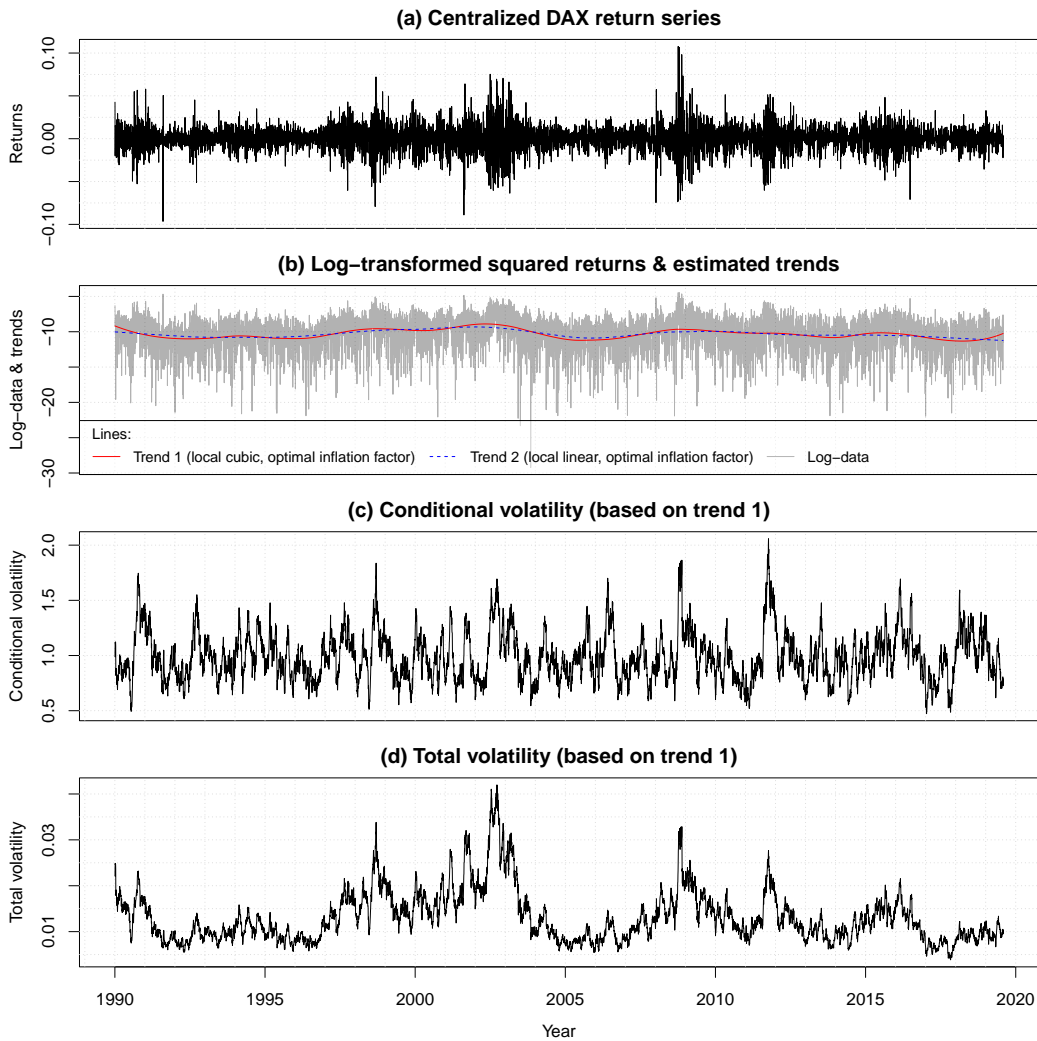 (a) Centralized DAX return series
Returns
0.10
0.00
−0.10
(b) Log−transformed squared returns & estimated trends
Log−data & trends
−10
−20
−30
Lines:
Trend 1 (local cubic, optimal inflation factor) Trend 2 (local linear, optimal inflation factor) Log−data
(c) Conditional volatility (based on trend 1)
Conditional volatility
2.0
1.5
1.0
0.5
(d) Total volatility (based on trend 1)
Total volatility
0.03
0.01
1990 1995 2000 2005 2010 2015 2020
Year